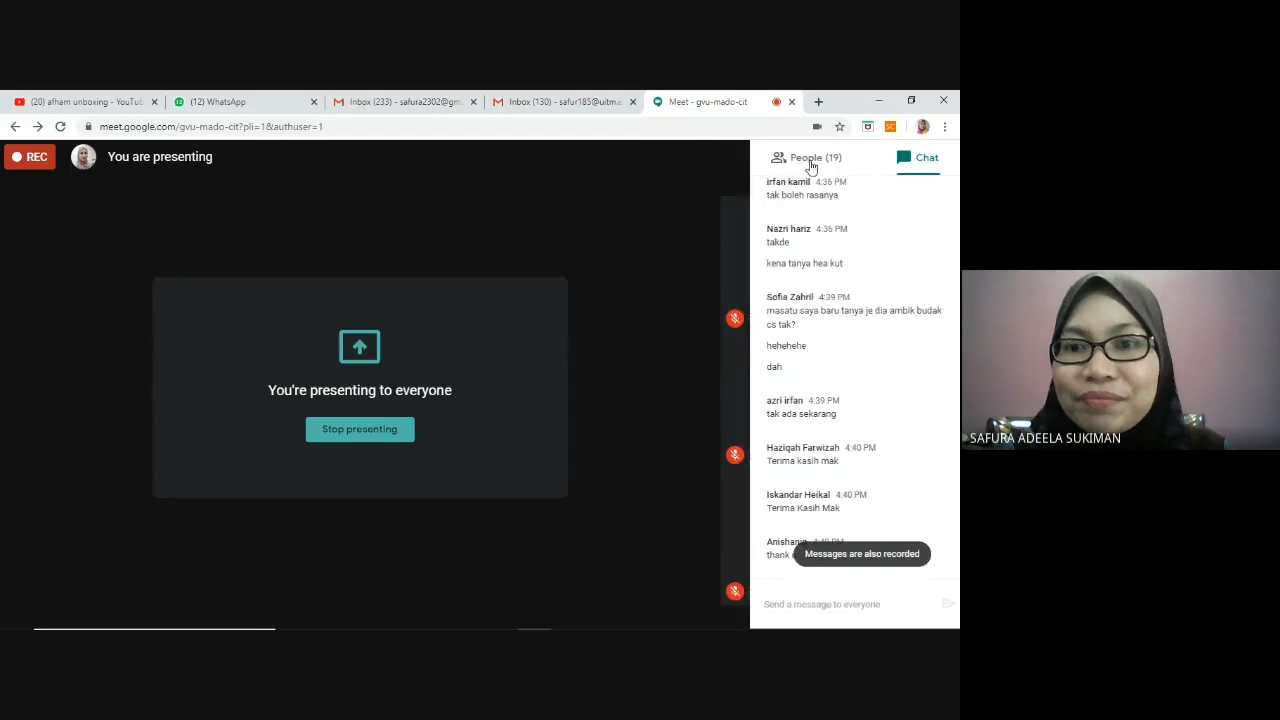 (20) afham unboxing - YouTu
(12) WhatsApp
Inbox (233) - safura2302@gm
Inbox (130) - safur185@uitm
Meet - gvu-mado-cit
meet.google.com/gvu-mado-cit?pli=1&authuser=1
REC
You are presenting
People (19)
Chat
irfan kamil 4:36 PM
tak boleh rasanya
Nazri hariz 4:36 PM
takde
kena tanya hea kut
Sofia Zahril 4:39 PM
masatu saya baru tanya je dia ambik budak
cs tak?
hehehehe
dah
azri irfan 4:39 PM
tak ada sekarang
Haziqah Farwizah 4:40 PM
Terima kasih mak
Iskandar Heikal 4:40 PM
Terima Kasih Mak
4:40 PM
thank
Messages are also recorded
Send a message to everyone
You're presenting to everyone
Stop presenting
SAFURA ADEELA SUKIMAN